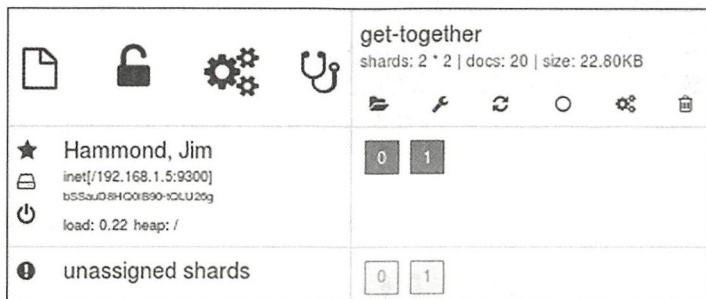 get-together
shards: 2 * 2 | docs: 20 | size: 22.80KB
Hammond, Jim
0 1
inet[/192.168.1.5:9300]
load: 0.22 heap: /
unassigned shards
0 1